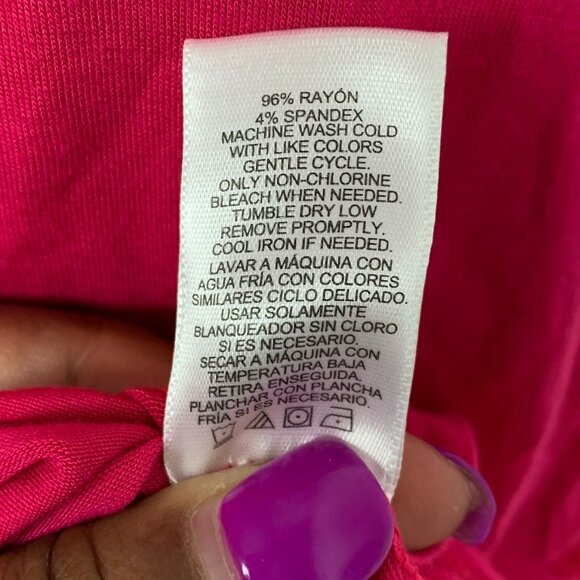 96% RAYÓN
4% SPANDEX
MACHINE WASH COLD
WITH LIKE COLORS
GENTLE CYCLE.
ONLY NON-CHLORINE
BLEACH WHEN NEEDED.
TUMBLE DRY LOW
REMOVE PROMPTLY.
COOL IRON IF NEEDED.
LAVAR A MÁQUINA CON
AGUA FRÍA CON COLORES
SIMILARES CICLO DELICADO.
USAR SOLAMENTE
BLANQUEADOR SIN CLORO
SI ES NECESARIO.
SECAR A MÁQUINA CON
TEMPERATURA BAJA
RETIRA ENSEGUIDA.
PLANCHAR CON PLANCHA
FRÍA SI ES NECESARIO.